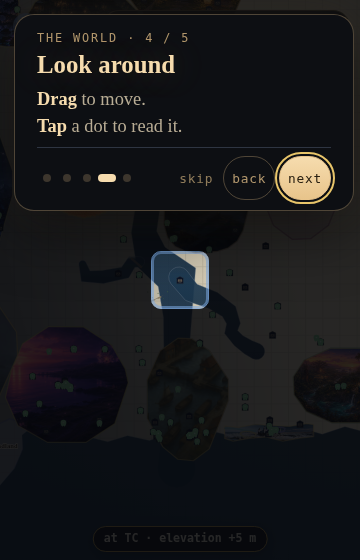 THE WORLD · 4 / 5
Look around
Drag to move.
Tap a dot to read it.
skip back next
at TC · elevation +5 m